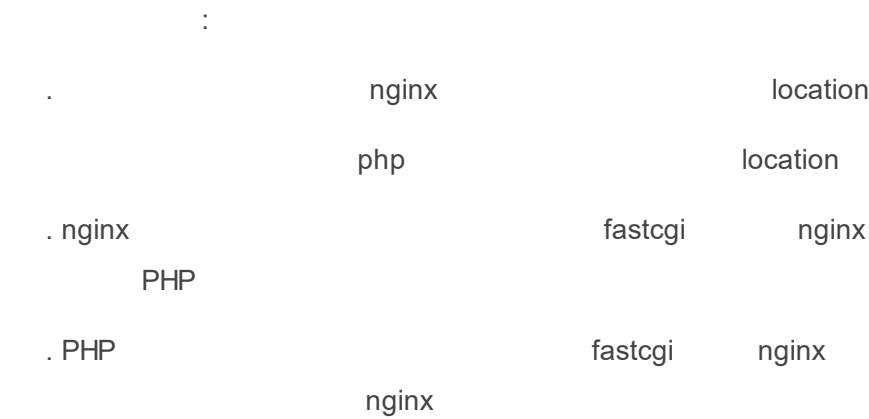 :
. nginx location
php location
. nginx fastcgi nginx
PHP
. PHP fastcgi nginx
nginx